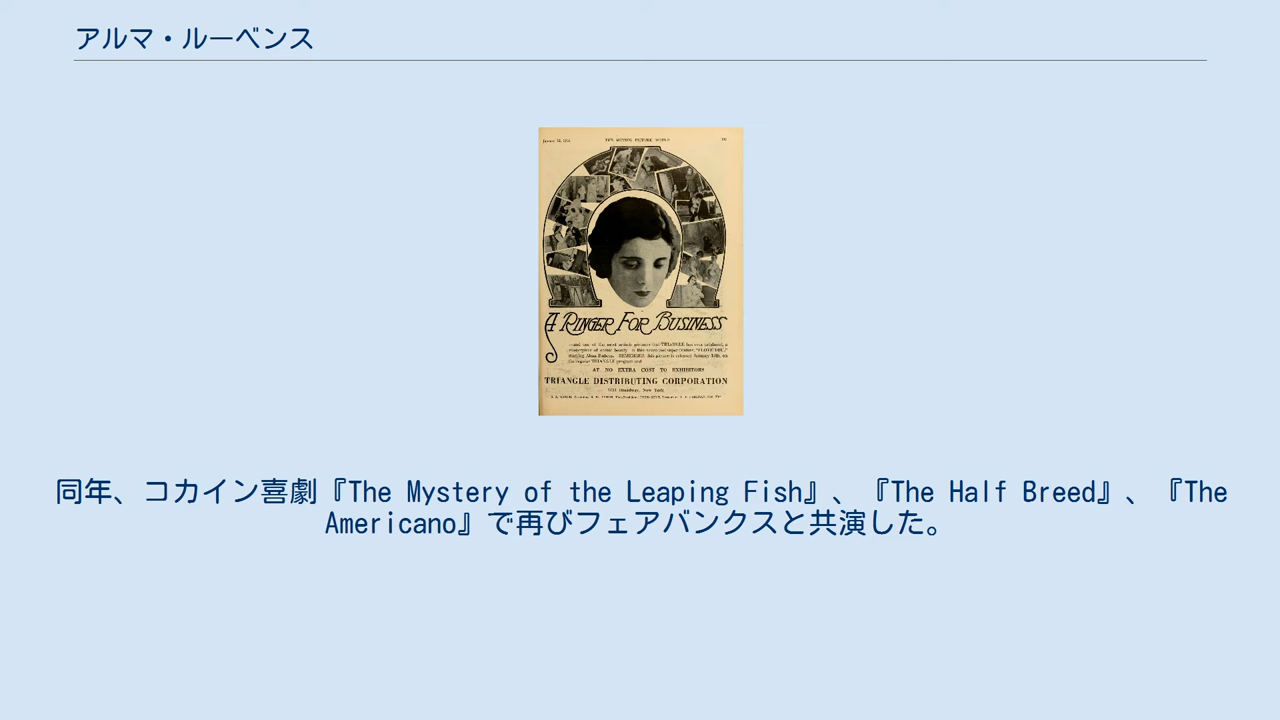 アルマ・ルーベンス
THE MOVING PICTURE WORLD
A RINGER FOR BUSINESS
AT NO EXTRA COST TO EXHIBITORS
TRIANGLE DISTRIBUTING CORPORATION
同年、コカイン喜劇『The Mystery of the Leaping Fish』、『The Half Breed』、『The
Americano』で再びフェアバンクスと共演した。